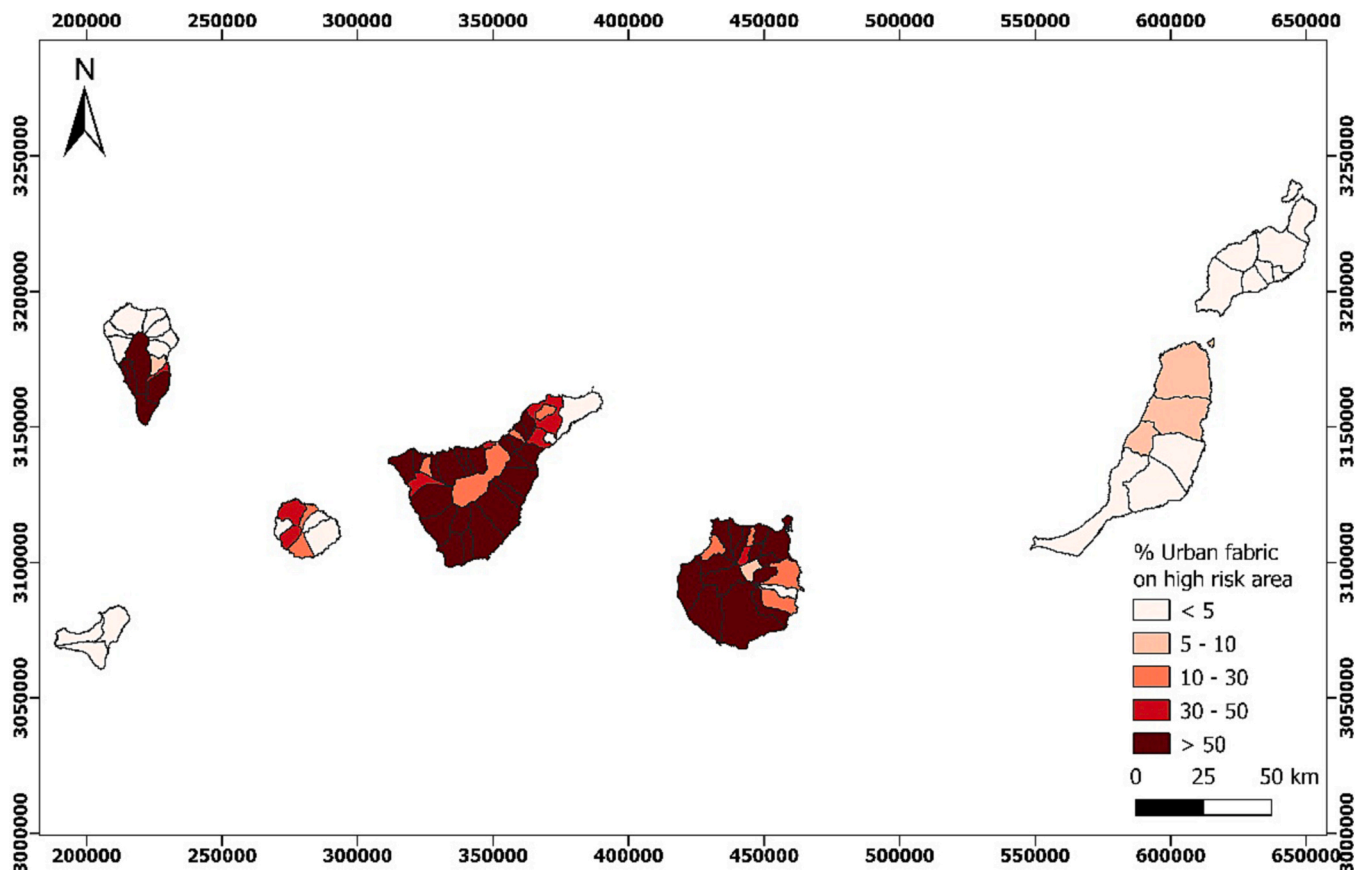 200000 250000 300000 350000 400000 450000 500000 550000 600000 650000
N
3250000 3250000
3200000 3200000
3150000 3150000
3100000 3100000
3050000 3050000
3000000 3000000
% Urban fabric
on high risk area
< 5
5 - 10
10 - 30
30 - 50
> 50
0 25 50 km
200000 250000 300000 350000 400000 450000 500000 550000 600000 650000